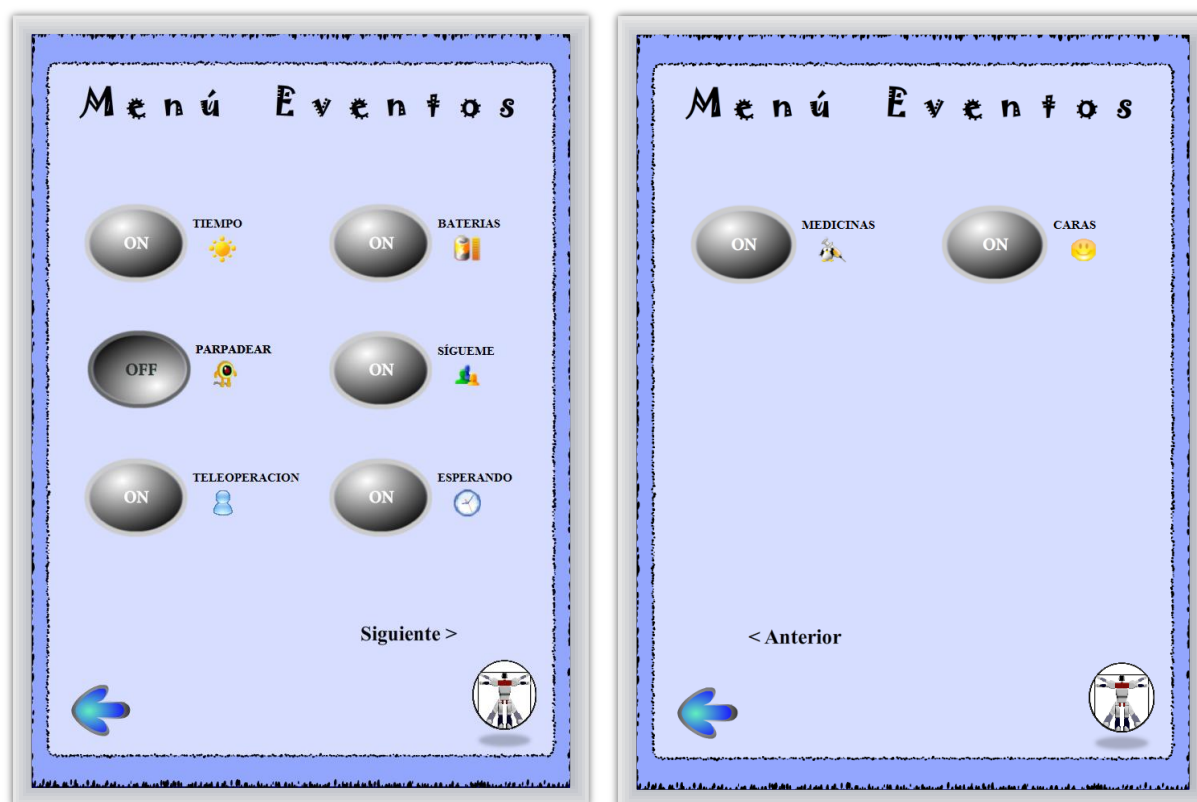 Menú Eventos
ON TIEMPO
ON BATERIAS
OFF PARPADEAR
ON SÍGUEME
ON TELEOPERACION
ON ESPERANDO
Siguiente >
Menú Eventos
ON MEDICINAS
ON CARAS
< Anterior